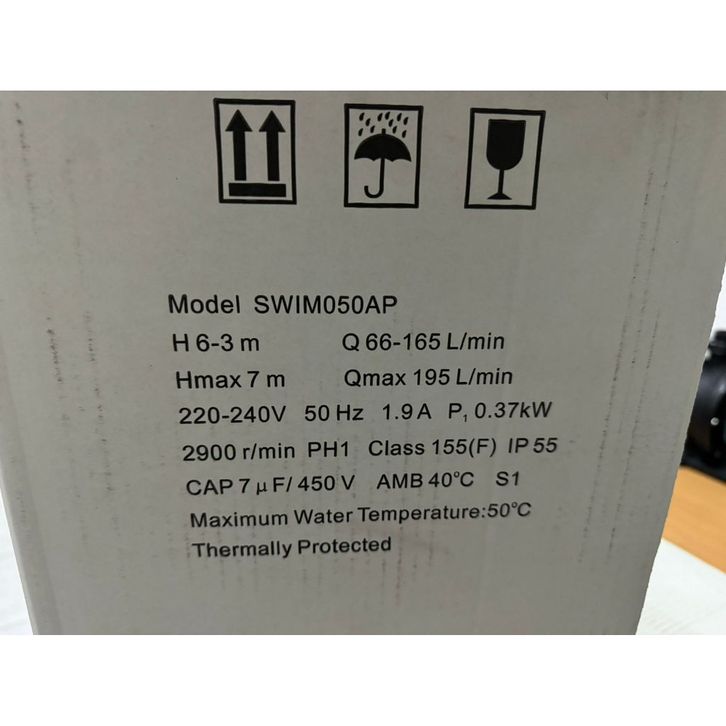 Model SWIM050AP
H 6-3 m Q 66-165 L/min
Hmax 7 m Qmax 195 L/min
220-240V 50 Hz 1.9 A P₁ 0.37kW
2900 r/min PH1 Class 155(F) IP 55
CAP 7 μF/ 450 V AMB 40°C S1
Maximum Water Temperature:50°C
Thermally Protected